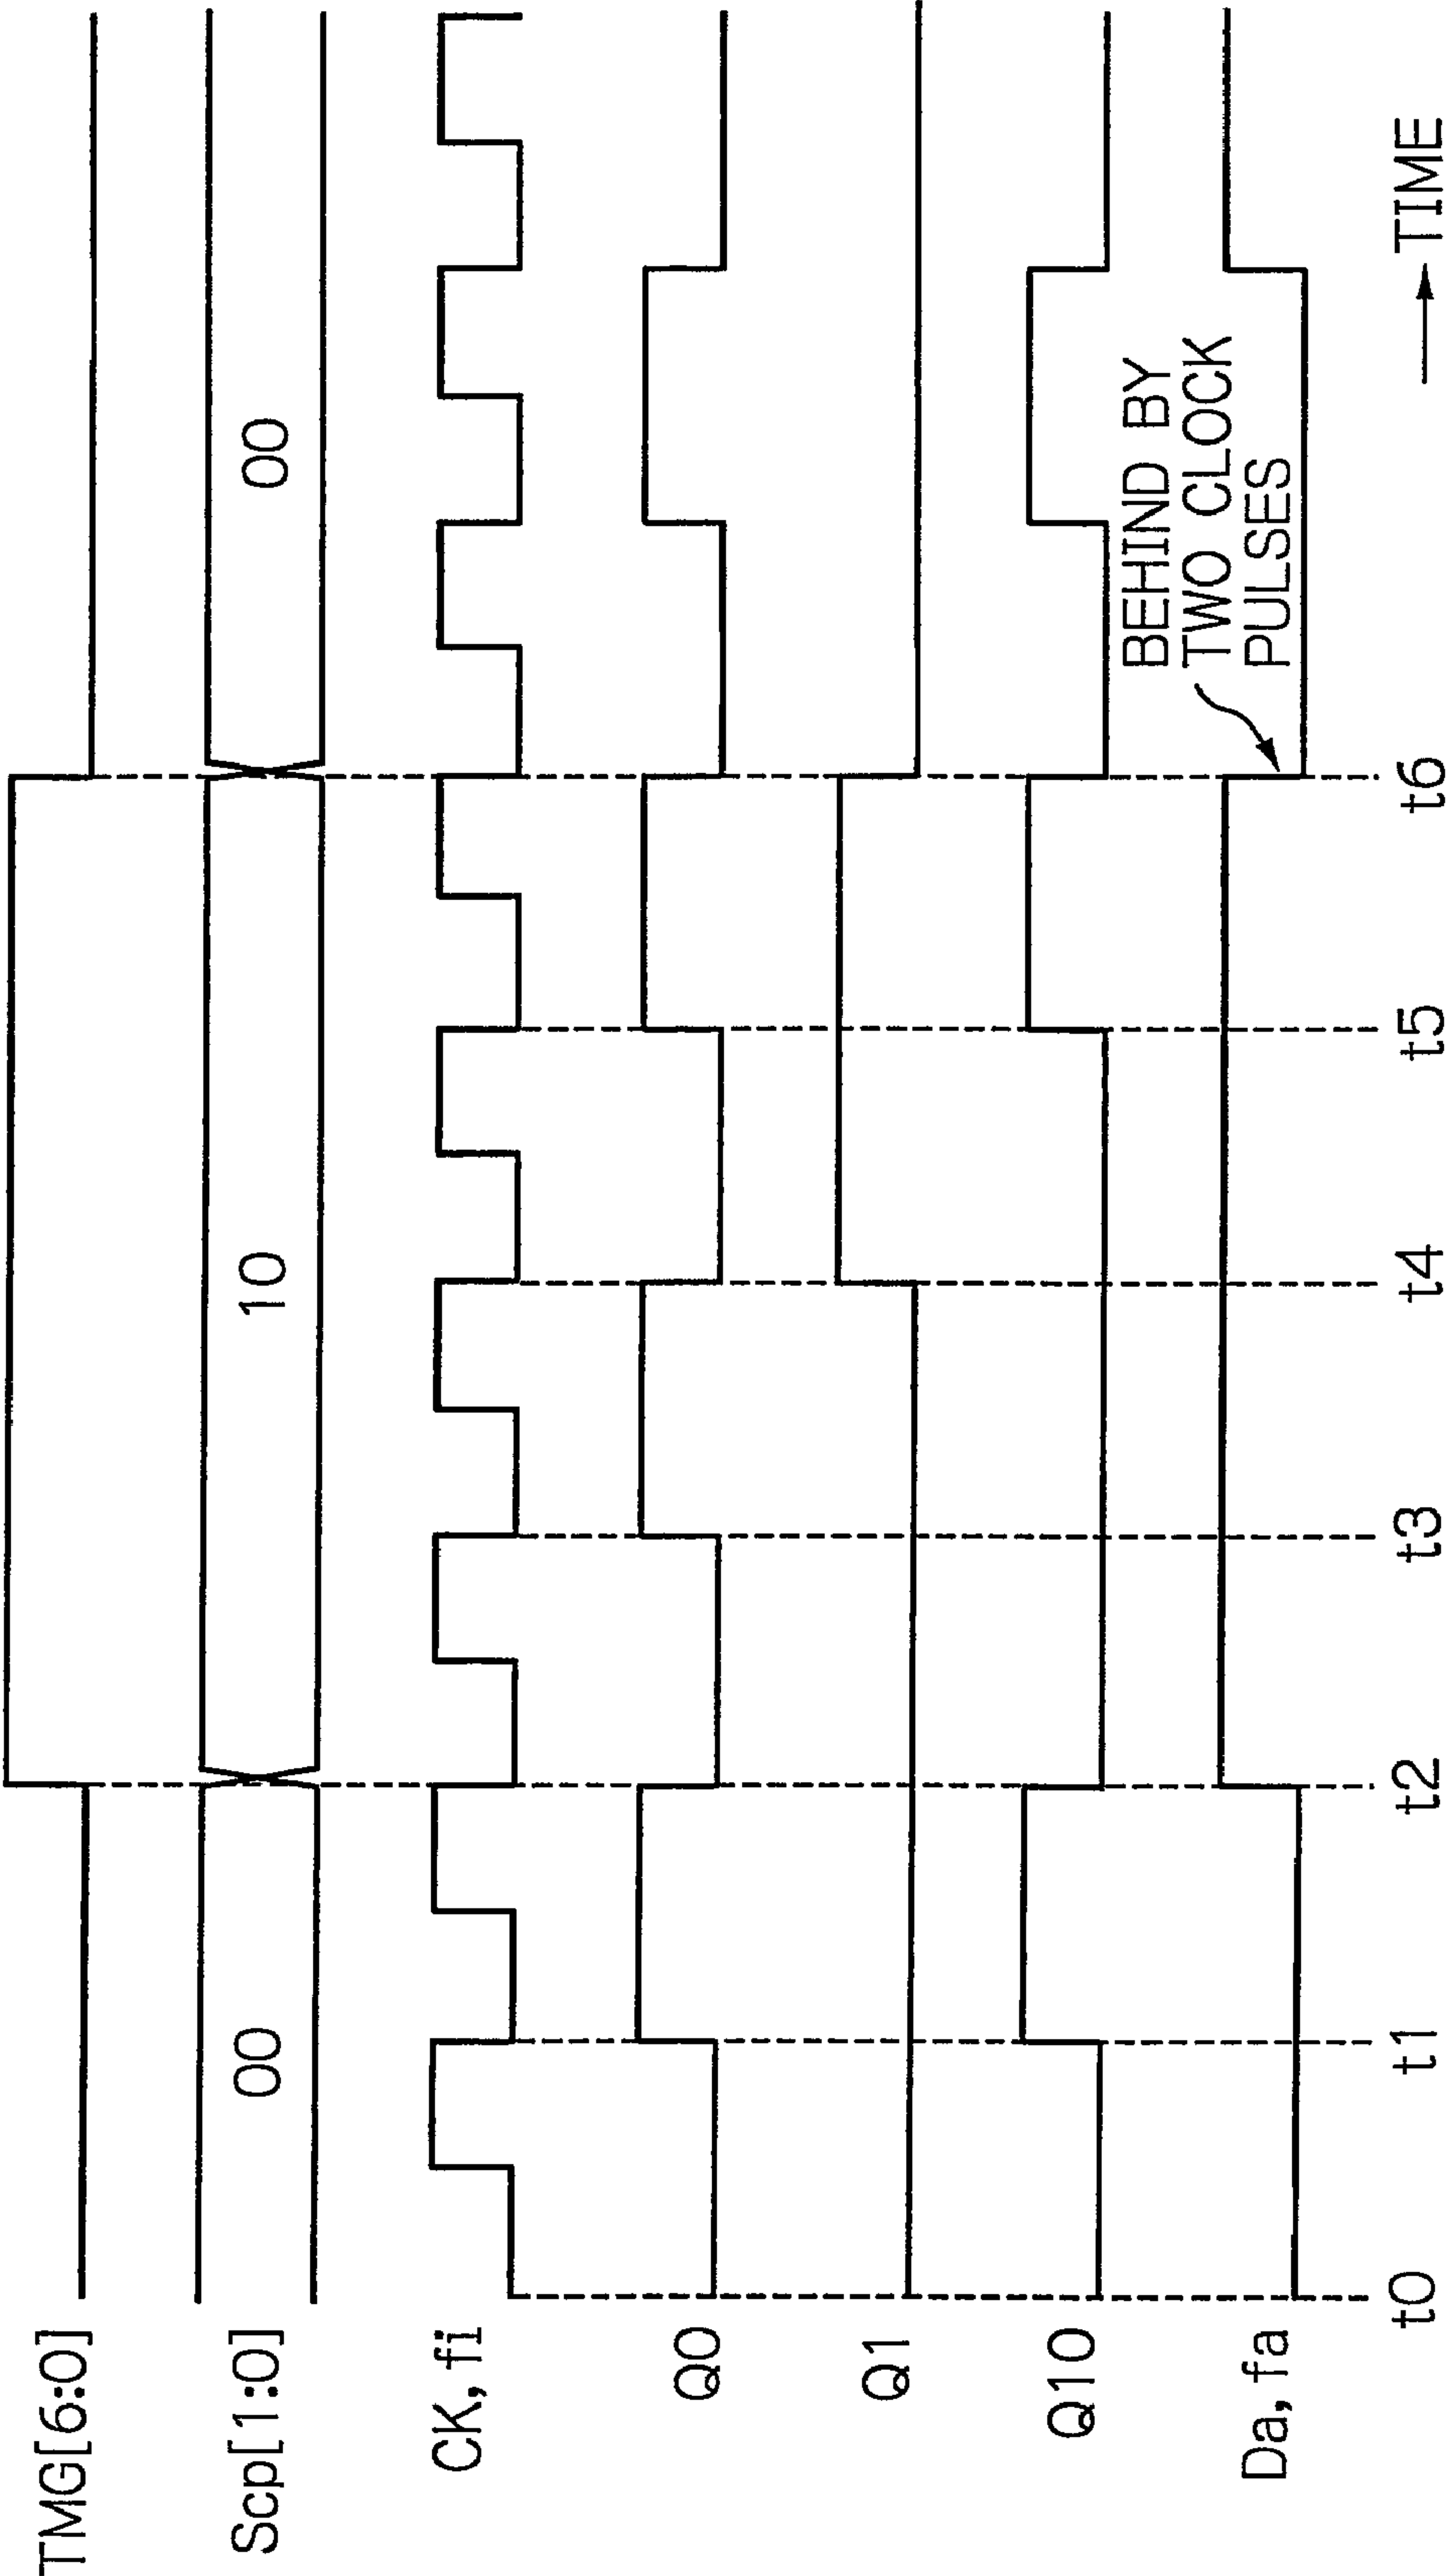 TMG[6:0]
Scp[1:0]
00
10
00
CK, fi
Q0
Q1
Q10
Da, fa
BEHIND BY
TWO CLOCK
PULSES
t0
t1
t2
t3
t4
t5
t6
TIME